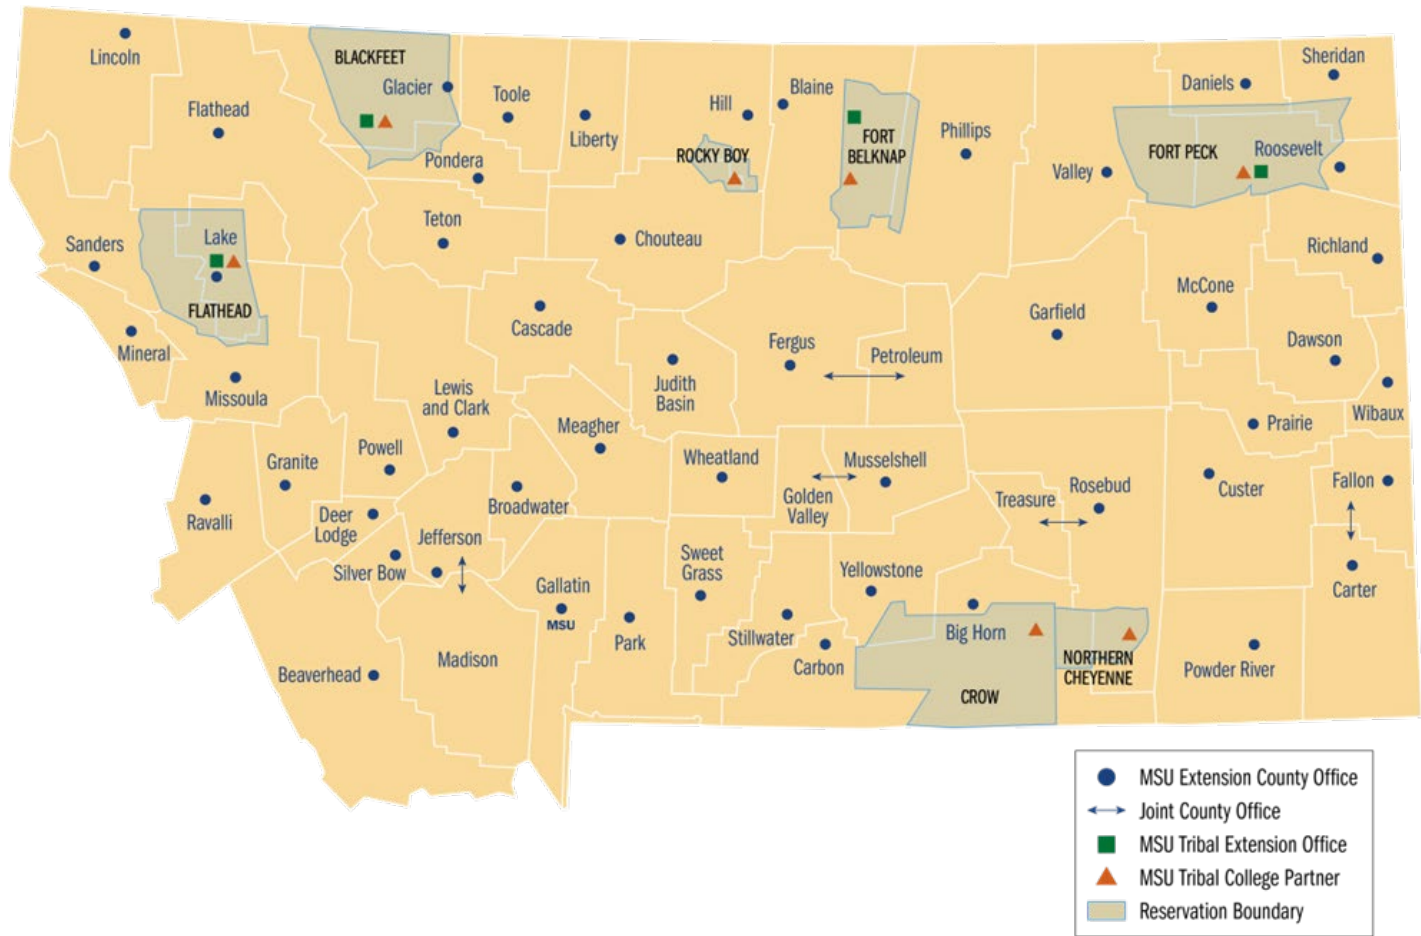 Lincoln
Flathead
BLACKFEET
Glacier
Toole
Liberty
Hill
Blaine
ROCKY BOY
FORT
BELKNAP
Phillips
Valley
Daniels
Sheridan
FORT PECK
Roosevelt
Pondera
Teton
Chouteau
Sanders
Lake
FLATHEAD
Mineral
Missoula
Cascade
Judith
Basin
Fergus
Petroleum
Garfield
McCone
Richland
Dawson
Wibaux
Prairie
Lewis
and Clark
Meagher
Powell
Granite
Ravalli
Deer
Lodge
Silver Bow
Jefferson
Broadwater
Wheatland
Golden
Valley
Musselshell
Treasure
Rosebud
Custer
Fallon
Carter
Beaverhead
Madison
Gallatin
MSU
Park
Sweet
Grass
Stillwater
Carbon
Yellowstone
Big Horn
CROW
NORTHERN
CHEYENNE
Powder River
MSU Extension County Office
Joint County Office
MSU Tribal Extension Office
MSU Tribal College Partner
Reservation Boundary